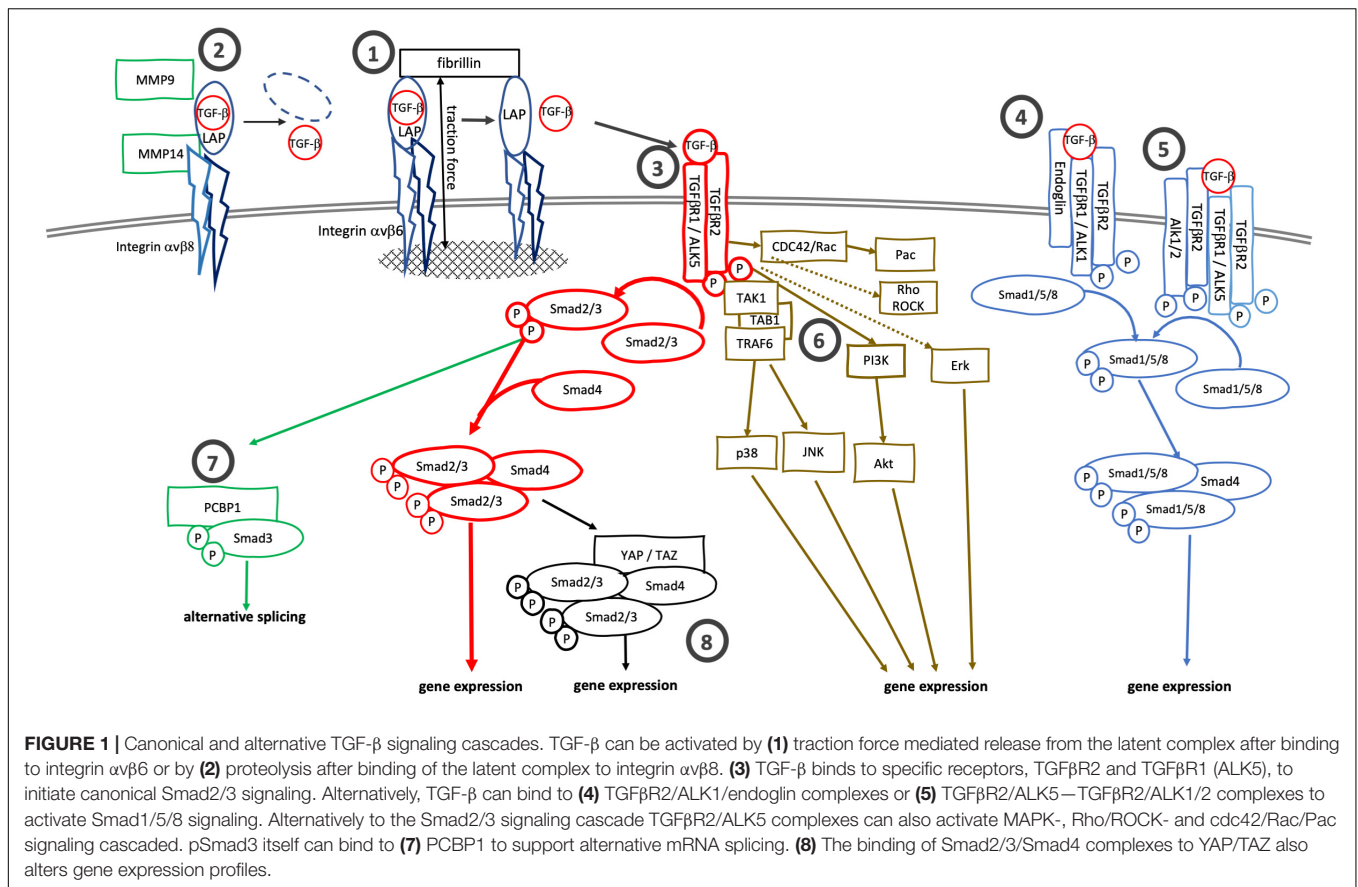 2
1
MMP9
TGF-β
LAP
MMP14
Integrin αvβ8
TGF-β
fibrillin
TGF-β
LAP
traction force
LAP
TGF-β
Integrin αvβ6
3
TGF-β
TGFβR1 / ALK5
TGFβR2
P
P
CDC42/Rac
Pac
Rho
ROCK
TAK1
TAB1
TRAF6
6
PI3K
Erk
p38
JNK
Akt
gene expression
4
Endoglin
TGF-β
TGFβR1 / ALK1
TGFβR2
P
P
5
Alk1/2
TGFβR2
TGF-β
TGFβR1 / ALK5
TGFβR2
P
P
P
P
Smad1/5/8
Smad1/5/8
P
P
Smad1/5/8
Smad1/5/8
Smad4
Smad1/5/8
P
P
P
P
gene expression
Smad2/3
P
P
Smad2/3
Smad4
Smad2/3
Smad4
Smad2/3
P
P
P
P
gene expression
7
PCBP1
P
P
Smad3
alternative splicing
YAP / TAZ
Smad2/3
Smad4
Smad2/3
P
P
P
P
8
gene expression
FIGURE 1 | Canonical and alternative TGF-β signaling cascades. TGF-β can be activated by (1) traction force mediated release from the latent complex after binding
to integrin αvβ6 or by (2) proteolysis after binding of the latent complex to integrin αvβ8. (3) TGF-β binds to specific receptors, TGFβR2 and TGFβR1 (ALK5), to
initiate canonical Smad2/3 signaling. Alternatively, TGF-β can bind to (4) TGFβR2/ALK1/endoglin complexes or (5) TGFβR2/ALK5—TGFβR2/ALK1/2 complexes to
activate Smad1/5/8 signaling. Alternatively to the Smad2/3 signaling cascade TGFβR2/ALK5 complexes can also activate MAPK-, Rho/ROCK- and cdc42/Rac/Pac
signaling cascaded. pSmad3 itself can bind to (7) PCBP1 to support alternative mRNA splicing. (8) The binding of Smad2/3/Smad4 complexes to YAP/TAZ also
alters gene expression profiles.